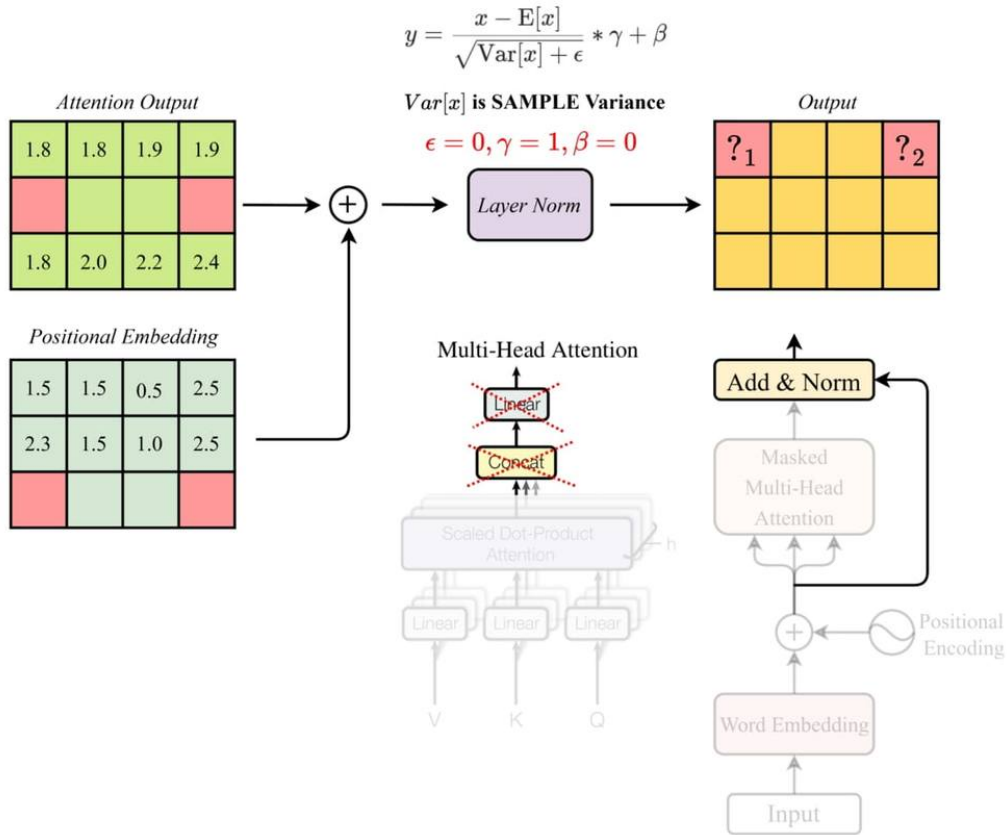 y = \frac{x - E[x]}{\sqrt{Var[x] + ϵ}} * γ + β
Var[x] is SAMPLE Variance
ϵ = 0, γ = 1, β = 0
Attention Output
1.8 1.8 1.9 1.9
1.8 2.0 2.2 2.4
+
Layer Norm
Output
?₁ ?₂
Positional Embedding
1.5 1.5 0.5 2.5
2.3 1.5 1.0 2.5
Multi-Head Attention
Linear
Concat
Scaled Dot-Product
Attention
h
Linear Linear Linear
V K Q
Add & Norm
Masked
Multi-Head
Attention
+
Positional
Encoding
Word Embedding
Input